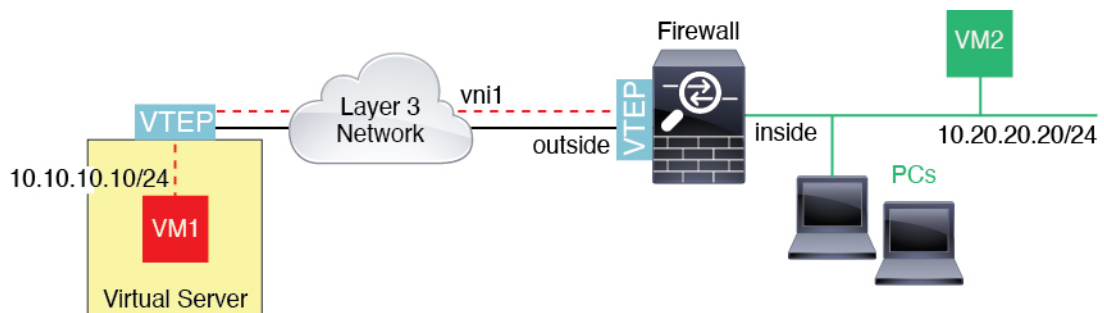 Firewall
VM2
Layer 3
Network
vni1
VTEP
VTEP
outside
inside
10.20.20.20/24
10.10.10.10/24
PCs
VM1
Virtual Server